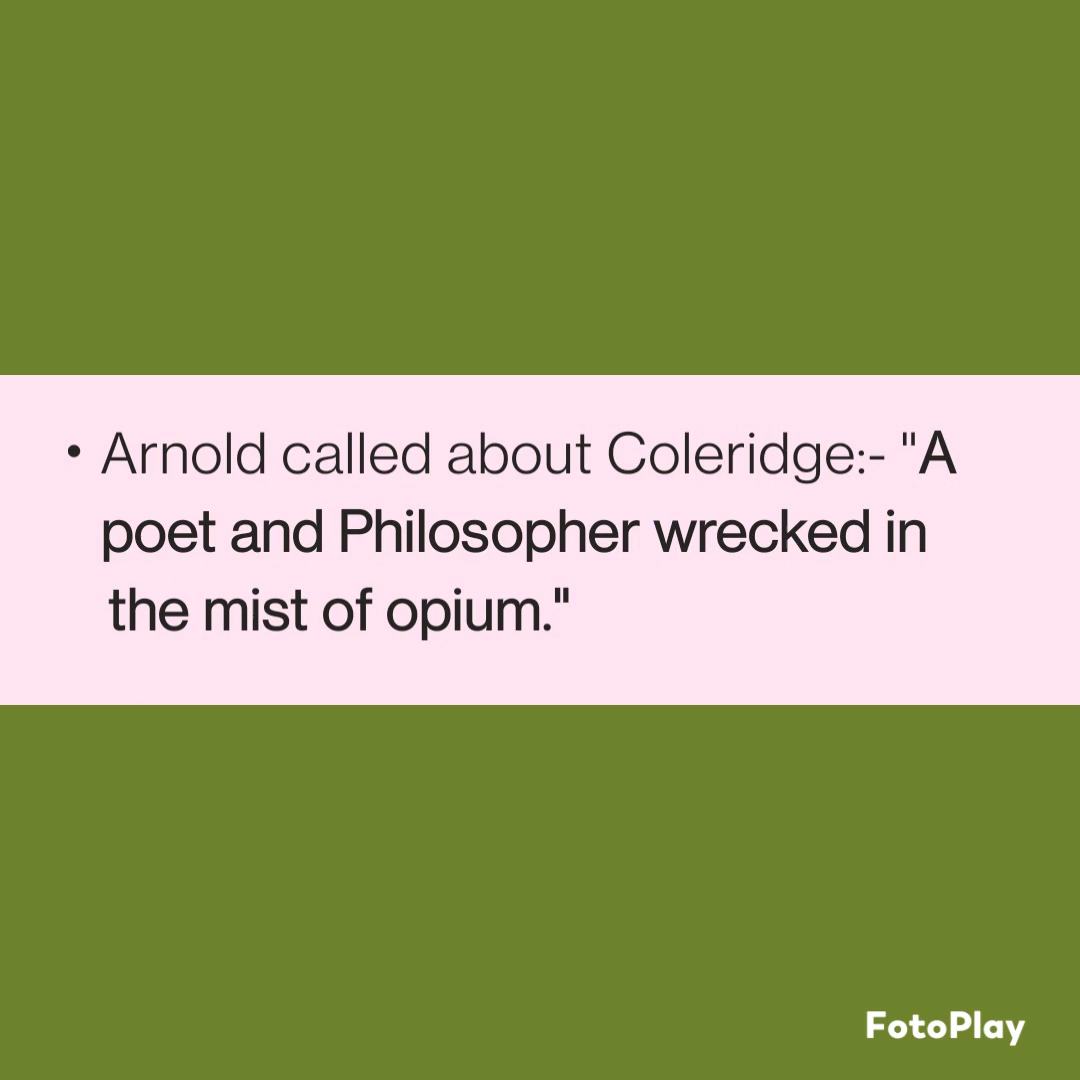 • Arnold called about Coleridge:- "A
poet and Philosopher wrecked in
the mist of opium."
FotoPlay